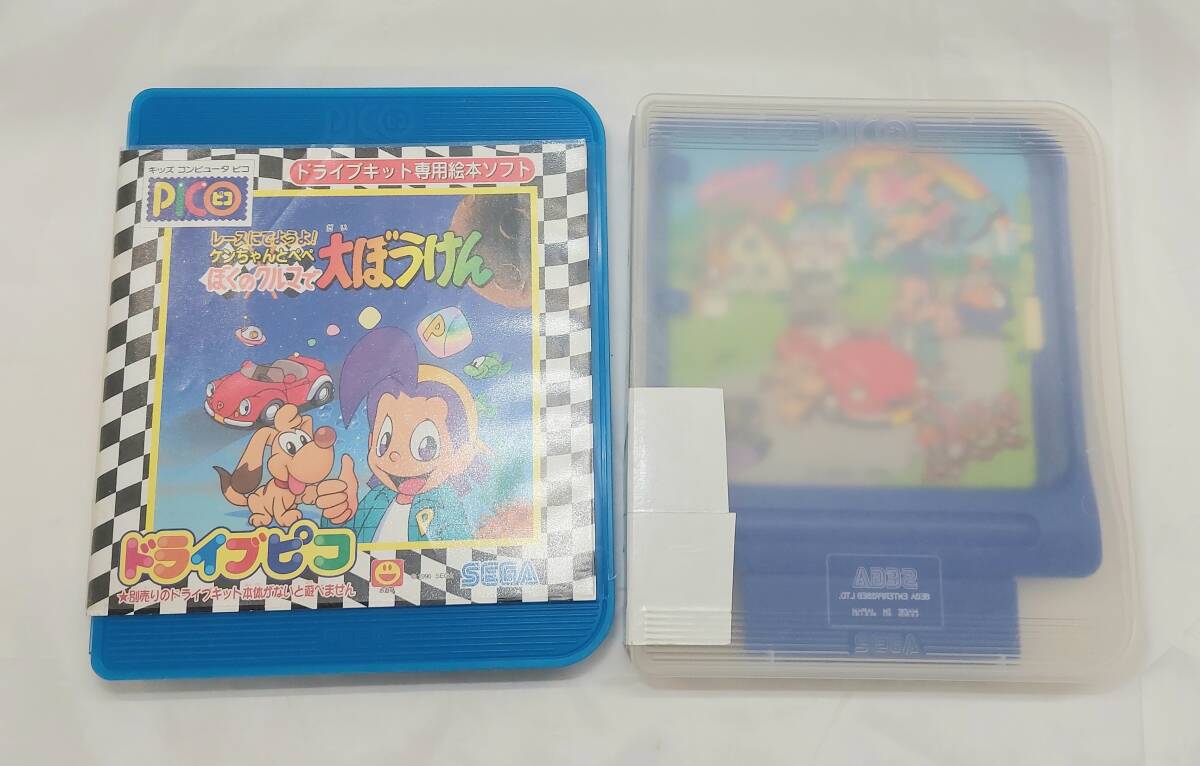 PICO
キッズ コンピュータ ピコ
PICO ピコ
ドライブキット専用絵本ソフト
レースにでようよ!
ケンちゃんとペペ
ぼくのクルマで
大ぼうけん
だい
P
P
ドライブピコ
★別売りのドライブキット本体がないと遊べません
SEGA
SEGA
PICO
SEGA
SEGA ENTERPRISES LTD.
MADE IN JAPAN
SEGA